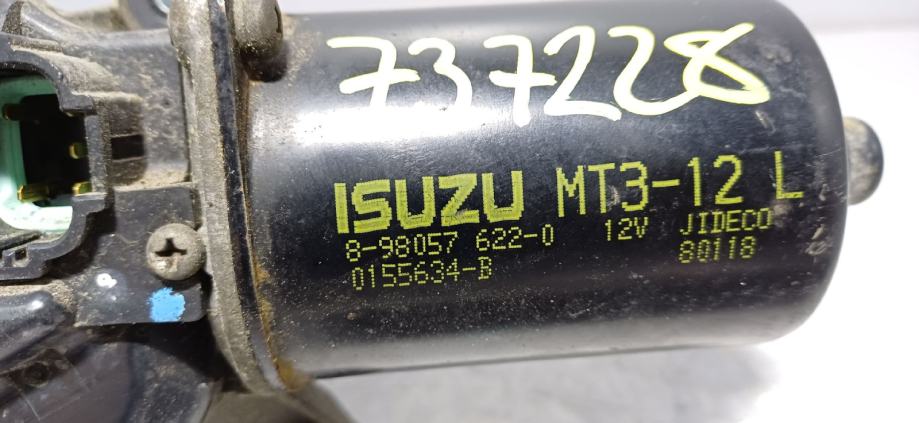 737228
ISUZU MT3-12 L
8-98057 622-0 12V JIDECO
0155634-B 80118